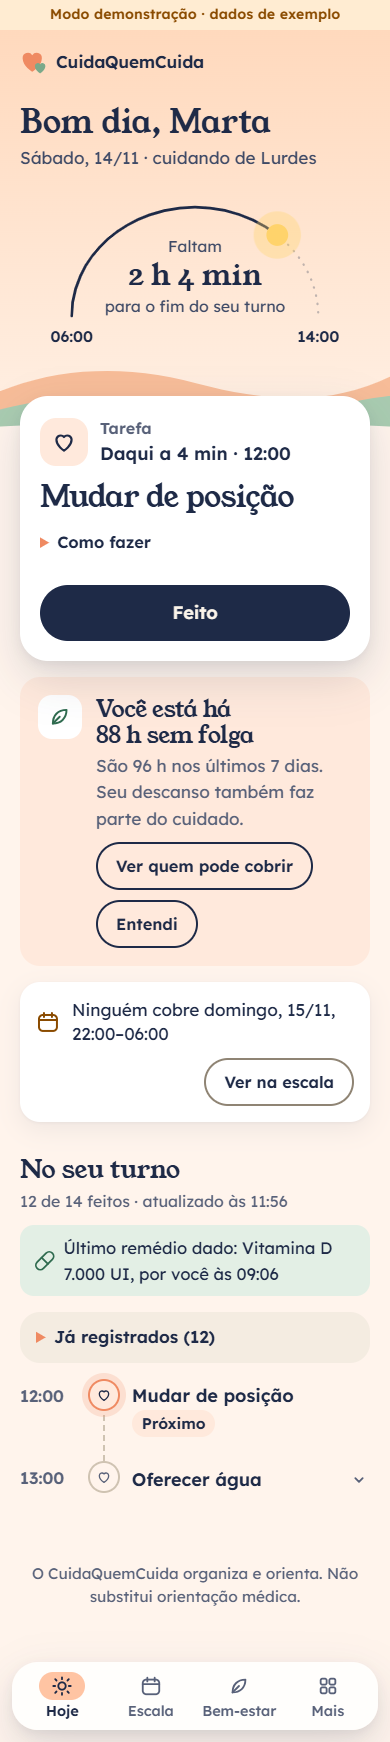 Modo demonstração · dados de exemplo
CuidaQuemCuida
Bom dia, Marta
Sábado, 14/11 · cuidando de Lurdes
Faltam
2 h 4 min
para o fim do seu turno
06:00
14:00
Tarefa
Daqui a 4 min · 12:00
Mudar de posição
Como fazer
Feito
Você está há
88 h sem folga
São 96 h nos últimos 7 dias.
Seu descanso também faz
parte do cuidado.
Ver quem pode cobrir
Entendi
Ninguém cobre domingo, 15/11,
22:00–06:00
Ver na escala
No seu turno
12 de 14 feitos · atualizado às 11:56
Último remédio dado: Vitamina D
7.000 UI, por você às 09:06
Já registrados (12)
12:00
Mudar de posição
Próximo
13:00
Oferecer água
O CuidaQuemCuida organiza e orienta. Não
substitui orientação médica.
Hoje
Escala
Bem-estar
Mais